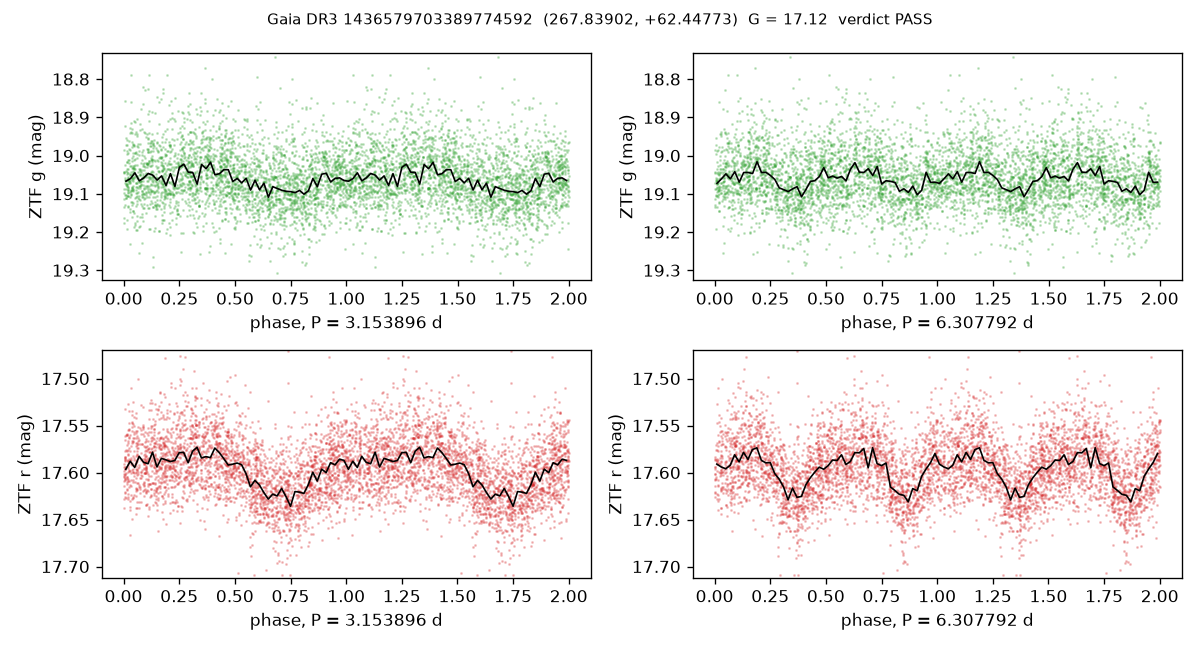 Gaia DR3 1436579703389774592  (267.83902, +62.44773)  G = 17.12  verdict PASS
ZTF g (mag)
18.8
18.9
19.0
19.1
19.2
19.3
0.00 0.25 0.50 0.75 1.00 1.25 1.50 1.75 2.00
phase, P = 3.153896 d
ZTF g (mag)
18.8
18.9
19.0
19.1
19.2
19.3
0.00 0.25 0.50 0.75 1.00 1.25 1.50 1.75 2.00
phase, P = 6.307792 d
ZTF r (mag)
17.50
17.55
17.60
17.65
17.70
0.00 0.25 0.50 0.75 1.00 1.25 1.50 1.75 2.00
phase, P = 3.153896 d
ZTF r (mag)
17.50
17.55
17.60
17.65
17.70
0.00 0.25 0.50 0.75 1.00 1.25 1.50 1.75 2.00
phase, P = 6.307792 d